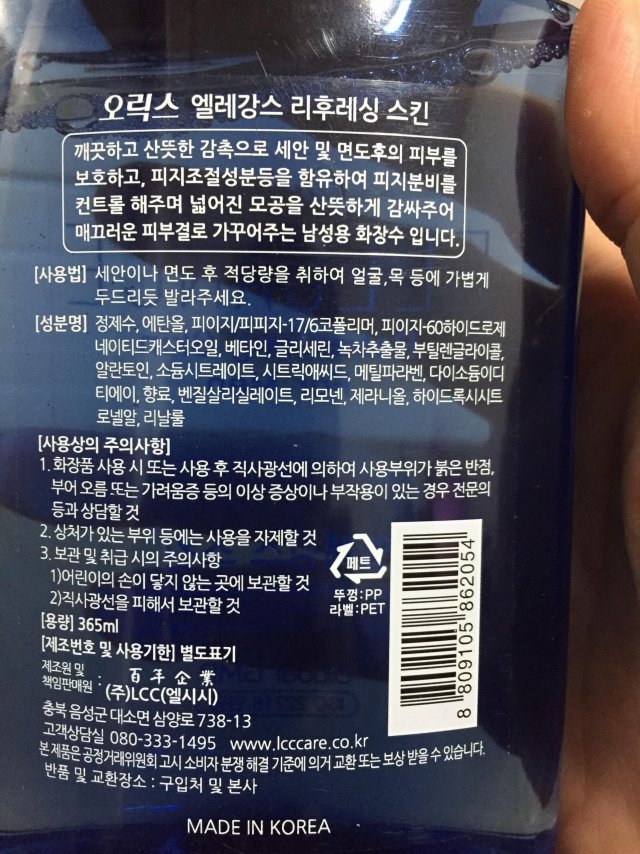 오릭스 엘레강스 리후레싱 스킨
깨끗하고 산뜻한 감촉으로 세안 및 면도후의 피부를
보호하고, 피지조절성분등을 함유하여 피지분비를
컨트롤 해주며 넓어진 모공을 산뜻하게 감싸주어
매끄러운 피부결로 가꾸어주는 남성용 화장수 입니다.
[사용법] 세안이나 면도 후 적당량을 취하여 얼굴,목 등에 가볍게
두드리듯 발라주세요.
[성분명] 정제수, 에탄올, 피이지/피피지-17/6코폴리머, 피이지-60하이드로제
네이티드캐스터오일, 베타인, 글리세린, 녹차추출물, 부틸렌글라이콜,
알란토인, 소듐시트레이트, 시트릭애씨드, 메틸파라벤, 다이소듐이디
티에이, 향료, 벤질살리실레이트, 리모넨, 제라니올, 하이드록시시트
로넬알, 리날룰
[사용상의 주의사항]
1. 화장품 사용 시 또는 사용 후 직사광선에 의하여 사용부위가 붉은 반점,
부어 오름 또는 가려움증 등의 이상 증상이나 부작용이 있는 경우 전문의
등과 상담할 것
2. 상처가 있는 부위 등에는 사용을 자제할 것
3. 보관 및 취급 시의 주의사항
1)어린이의 손이 닿지 않는 곳에 보관할 것
2)직사광선을 피해서 보관할 것
페트
뚜껑:PP
라벨:PET
[용량] 365ml
[제조번호 및 사용기한] 별도표기
제조원 및
책임판매원 :
百年企業
(주)LCC(엘시시)
충북 음성군 대소면 삼양로 738-13
고객상담실 080-333-1495 www.lcccare.co.kr
본 제품은 공정거래위원회 고시 소비자 분쟁 해결 기준에 의거 교환 또는 보상 받을 수 있습니다.
반품 및 교환장소 : 구입처 및 본사
MADE IN KOREA
8 809105 862054